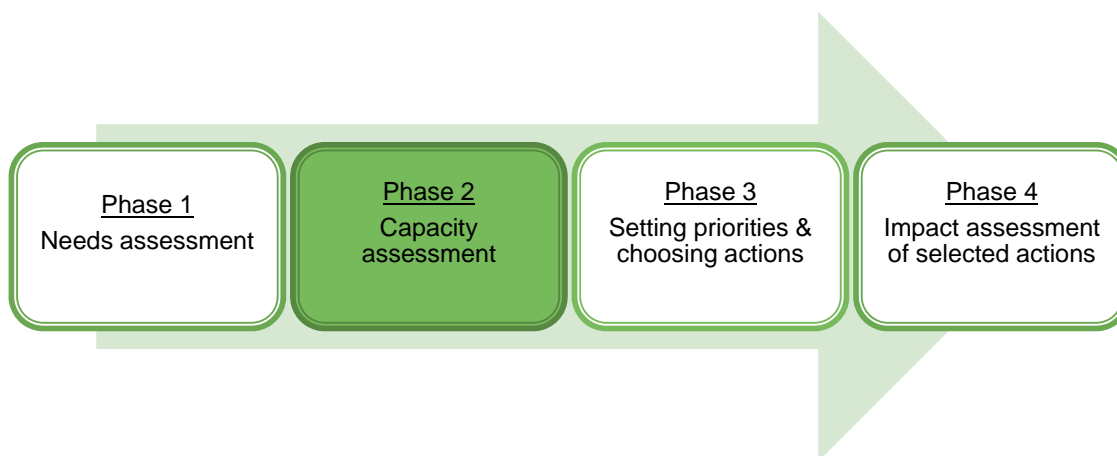 Phase 1
Needs assessment
Phase 2
Capacity
assessment
Phase 3
Setting priorities &
choosing actions
Phase 4
Impact assessment
of selected actions